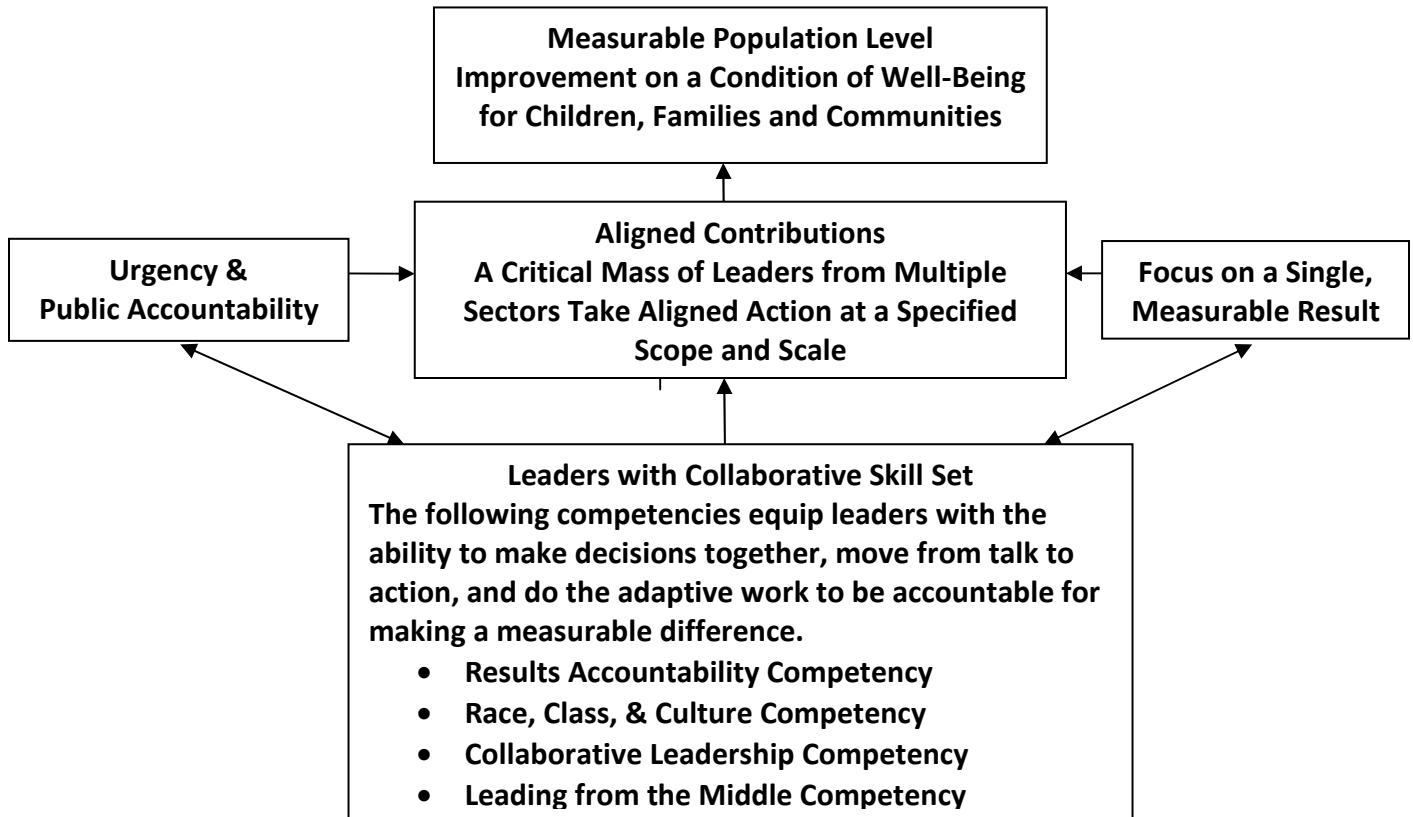 Measurable Population Level
Improvement on a Condition of Well-Being
for Children, Families and Communities
Urgency &
Public Accountability
Aligned Contributions
A Critical Mass of Leaders from Multiple
Sectors Take Aligned Action at a Specified
Scope and Scale
Focus on a Single,
Measurable Result
Leaders with Collaborative Skill Set
The following competencies equip leaders with the
ability to make decisions together, move from talk to
action, and do the adaptive work to be accountable for
making a measurable difference.
• Results Accountability Competency
• Race, Class, & Culture Competency
• Collaborative Leadership Competency
• Leading from the Middle Competency